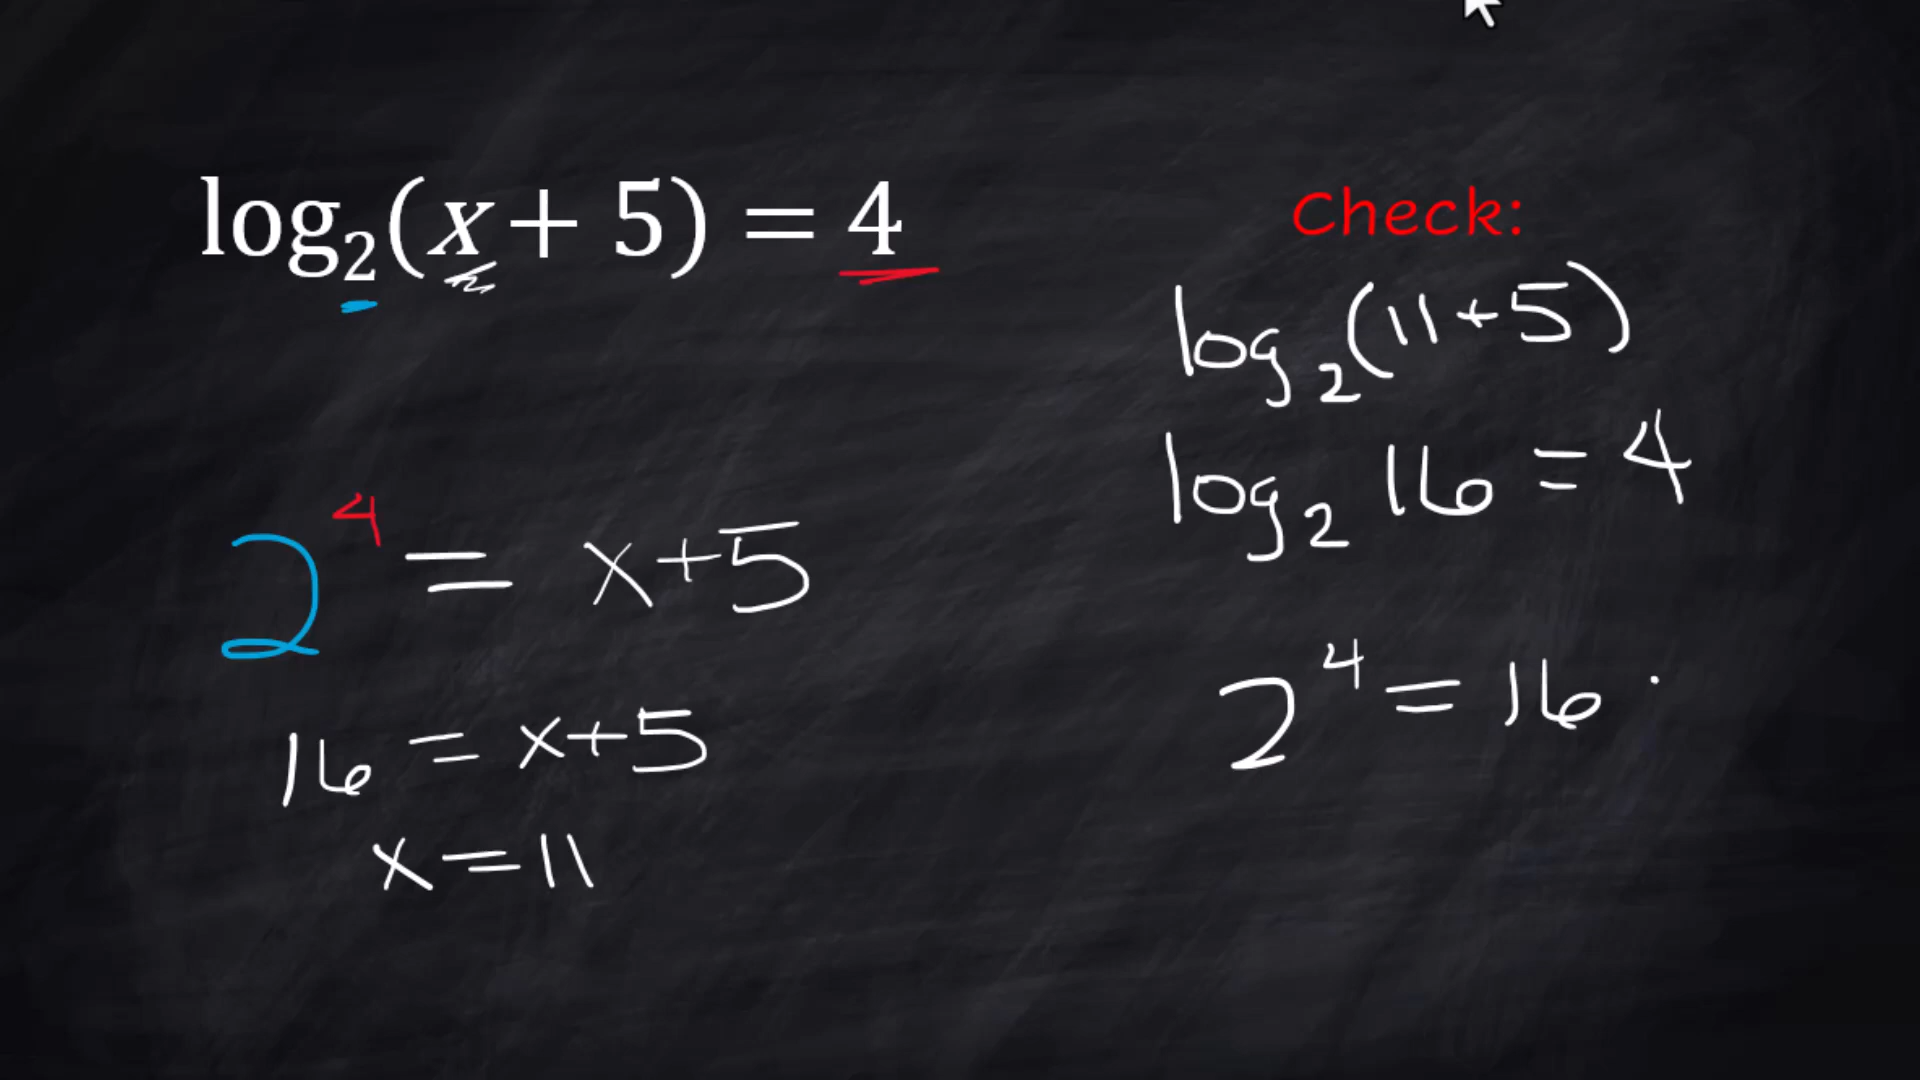 log₂(x + 5) = 4
2⁴ = x+5
16 = x+5
x = 11
Check:
log₂(11+5)
log₂ 16 = 4
2⁴ = 16